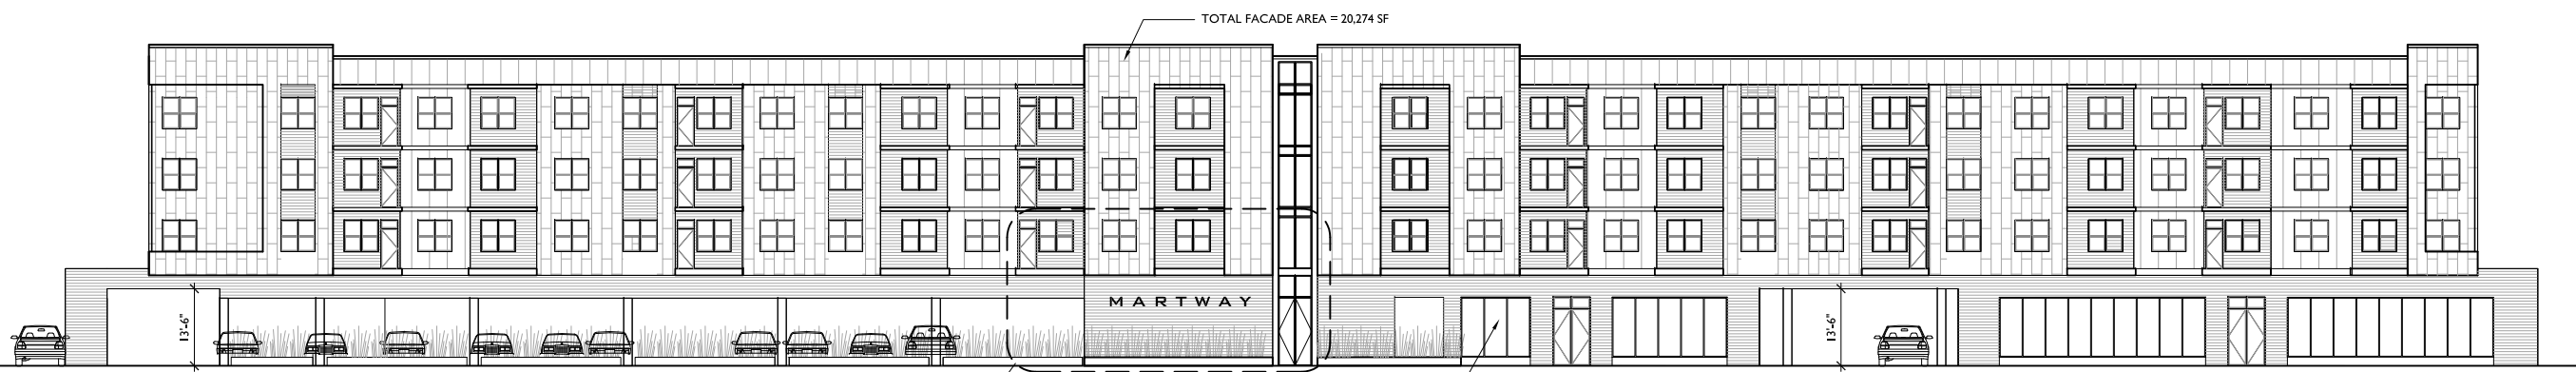 TOTAL FACADE AREA = 20,274 SF
MARTWAY
13'-6"
13'-6"